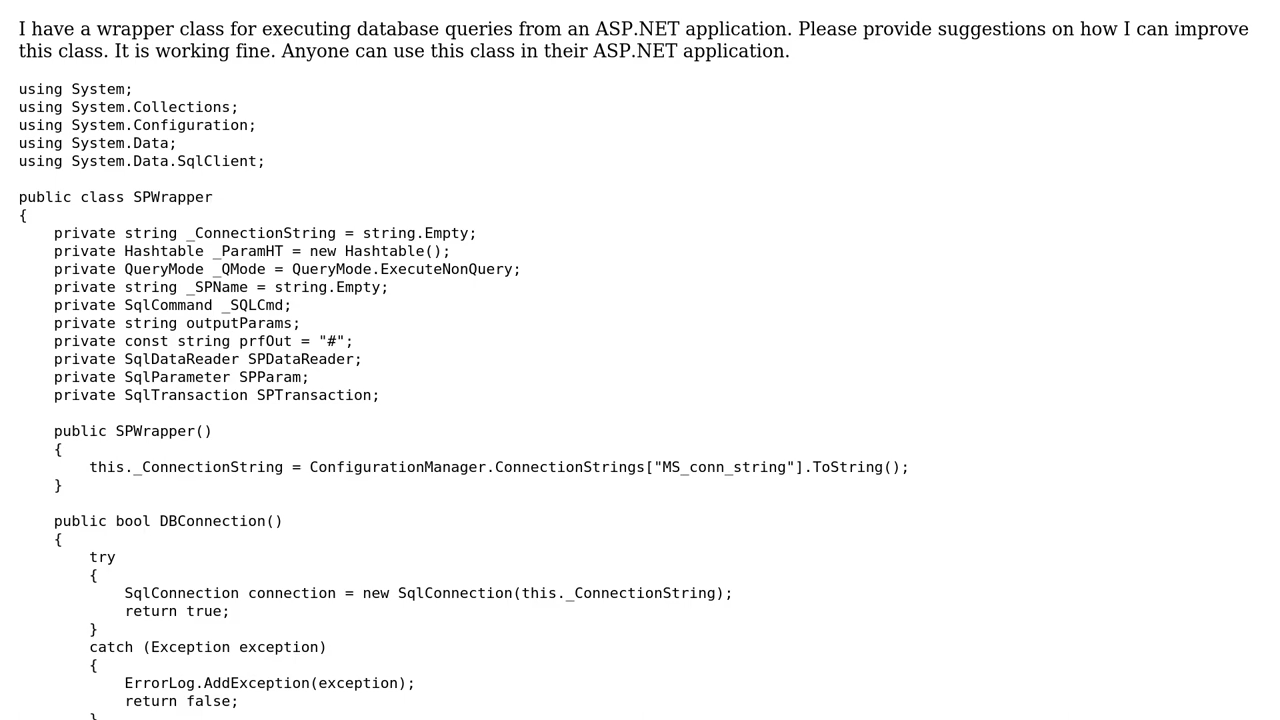 I have a wrapper class for executing database queries from an ASP.NET application. Please provide suggestions on how I can improve
this class. It is working fine. Anyone can use this class in their ASP.NET application.

using System;
using System.Collections;
using System.Configuration;
using System.Data;
using System.Data.SqlClient;

public class SPWrapper
{
    private string _ConnectionString = string.Empty;
    private Hashtable _ParamHT = new Hashtable();
    private QueryMode _QMode = QueryMode.ExecuteNonQuery;
    private string _SPName = string.Empty;
    private SqlCommand _SQLCmd;
    private string outputParams;
    private const string prfOut = "#";
    private SqlDataReader SPDataReader;
    private SqlParameter SPParam;
    private SqlTransaction SPTransaction;

    public SPWrapper()
    {
        this._ConnectionString = ConfigurationManager.ConnectionStrings["MS_conn_string"].ToString();
    }

    public bool DBConnection()
    {
        try
        {
            SqlConnection connection = new SqlConnection(this._ConnectionString);
            return true;
        }
        catch (Exception exception)
        {
            ErrorLog.AddException(exception);
            return false;
        }